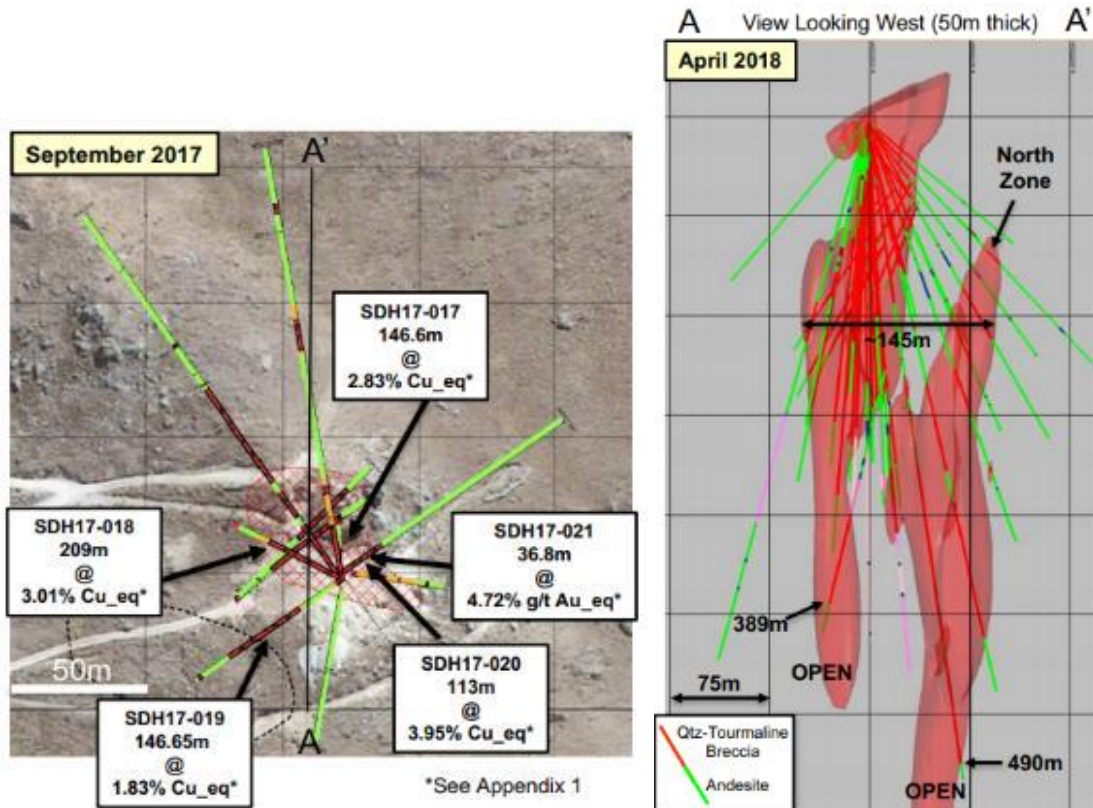 September 2017
A'
SDH17-017
146.6m
@
2.83% Cu_eq*
SDH17-018
209m
@
3.01% Cu_eq*
SDH17-021
36.8m
@
4.72% g/t Au_eq*
SDH17-020
113m
@
3.95% Cu_eq*
SDH17-019
146.65m
@
1.83% Cu_eq*
50m
A
*See Appendix 1
A View Looking West (50m thick) A'
April 2018
North
Zone
~145m
389m
OPEN
75m
Qtz-Tourmaline
Breccia
Andesite
490m
OPEN